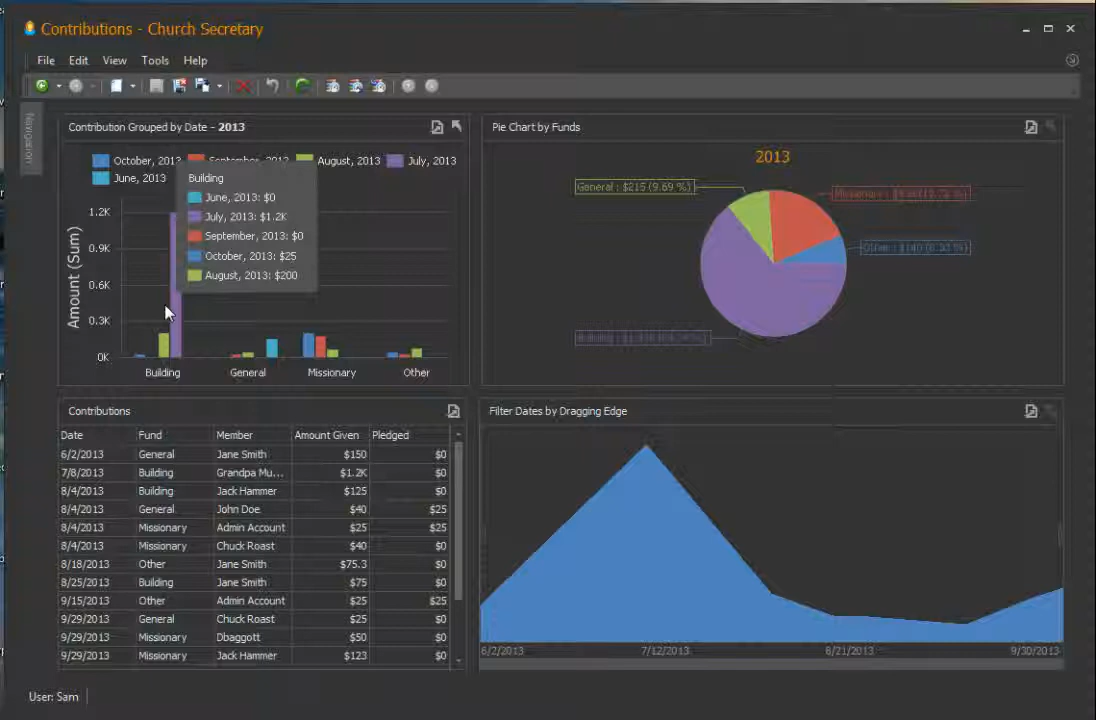 Contributions - Church Secretary
File Edit View Tools Help
Navigation
Contribution Grouped by Date - 2013
October, 2013 September, 2013 August, 2013 July, 2013
June, 2013
Building
June, 2013: $0
July, 2013: $1.2K
September, 2013: $0
October, 2013: $25
August, 2013: $200
Amount (Sum)
1.2K
0.9K
0.6K
0.3K
0K
Building General Missionary Other
Pie Chart by Funds
2013
General : $215 (9.69 %)
Missionary :
Other : $140
Building :
Contributions
Date Fund Member Amount Given Pledged
6/2/2013 General Jane Smith $150 $0
7/8/2013 Building Grandpa Mu... $1.2K $0
8/4/2013 Building Jack Hammer $125 $0
8/4/2013 General John Doe $40 $25
8/4/2013 Missionary Admin Account $25 $25
8/4/2013 Missionary Chuck Roast $40 $0
8/18/2013 Other Jane Smith $75.3 $0
8/25/2013 Building Jane Smith $75 $0
9/15/2013 Other Admin Account $25 $25
9/29/2013 General Chuck Roast $25 $0
9/29/2013 Missionary Dbaggott $50 $0
9/29/2013 Missionary Jack Hammer $123 $0
Filter Dates by Dragging Edge
6/2/2013 7/12/2013 8/21/2013 9/30/2013
User: Sam